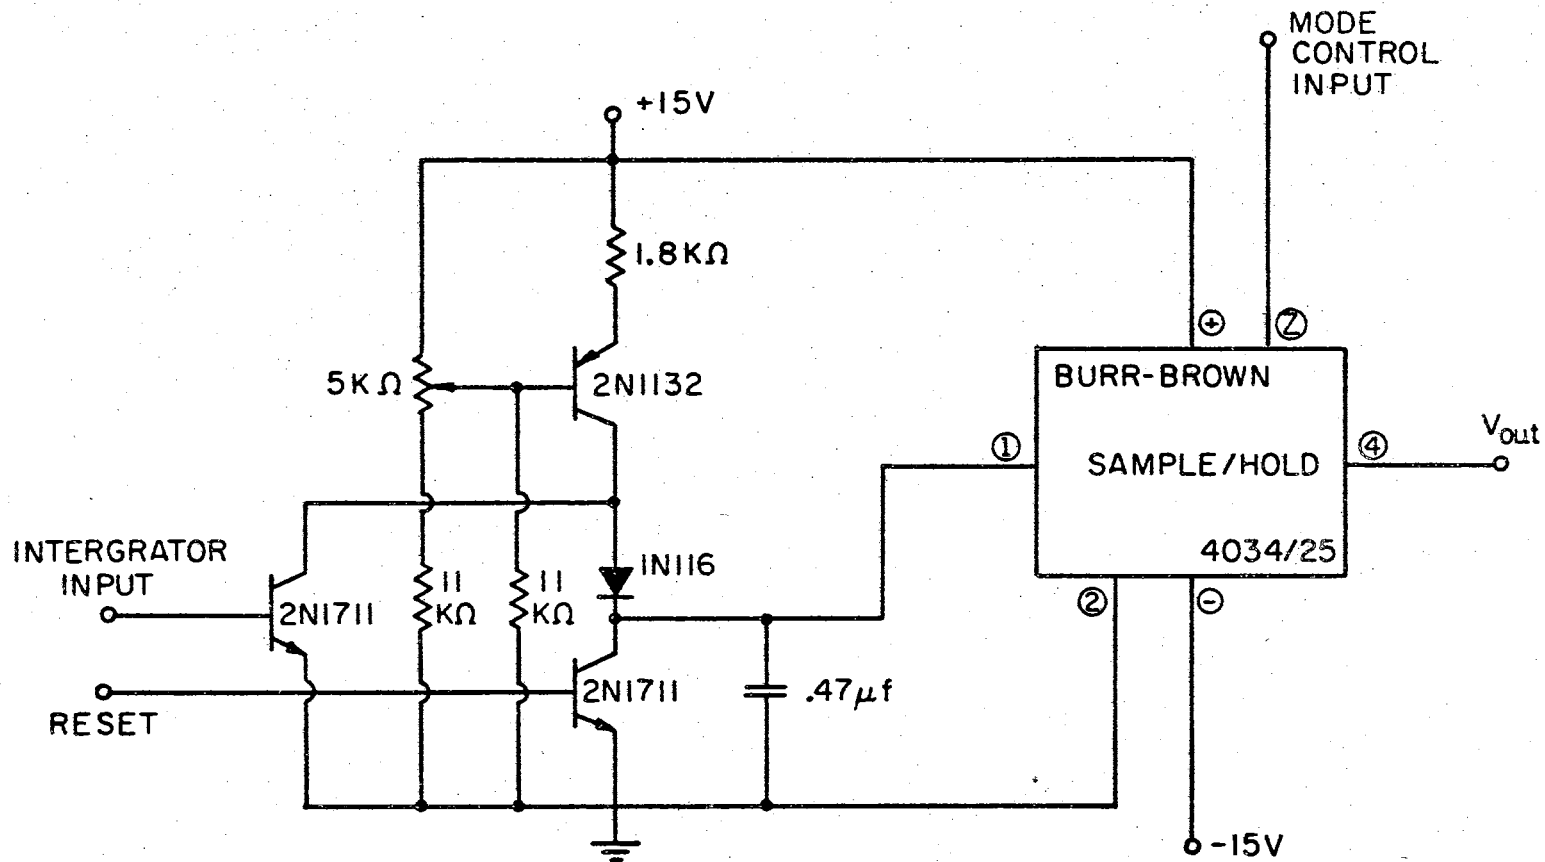 MODE
CONTROL
INPUT
+15V
1.8KΩ
+
Z
5KΩ
2N1132
BURR-BROWN
SAMPLE/HOLD
4034/25
1
4
Vout
INTERGRATOR
INPUT
2N1711
11
KΩ
11
KΩ
1N116
2
-
RESET
2N1711
.47μf
-15V